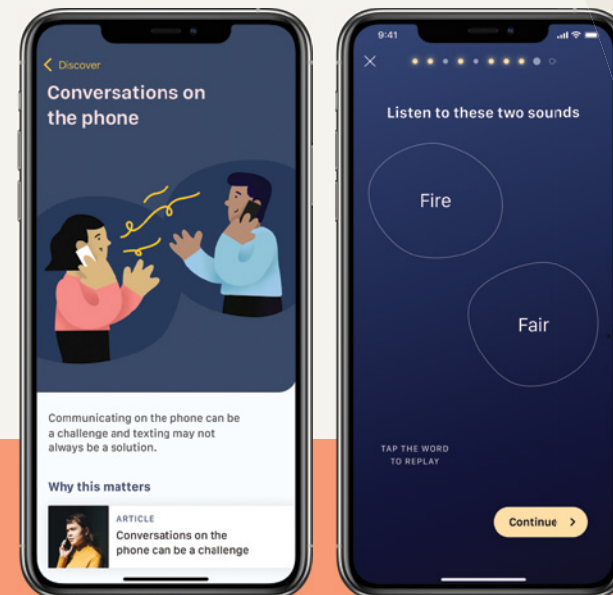 Discover
Conversations on
the phone
Communicating on the phone can be
a challenge and texting may not
always be a solution.
Why this matters
ARTICLE
Conversations on the
phone can be a challenge
9:41
Listen to these two sounds
Fire
Fair
TAP THE WORD
TO REPLAY
Continue